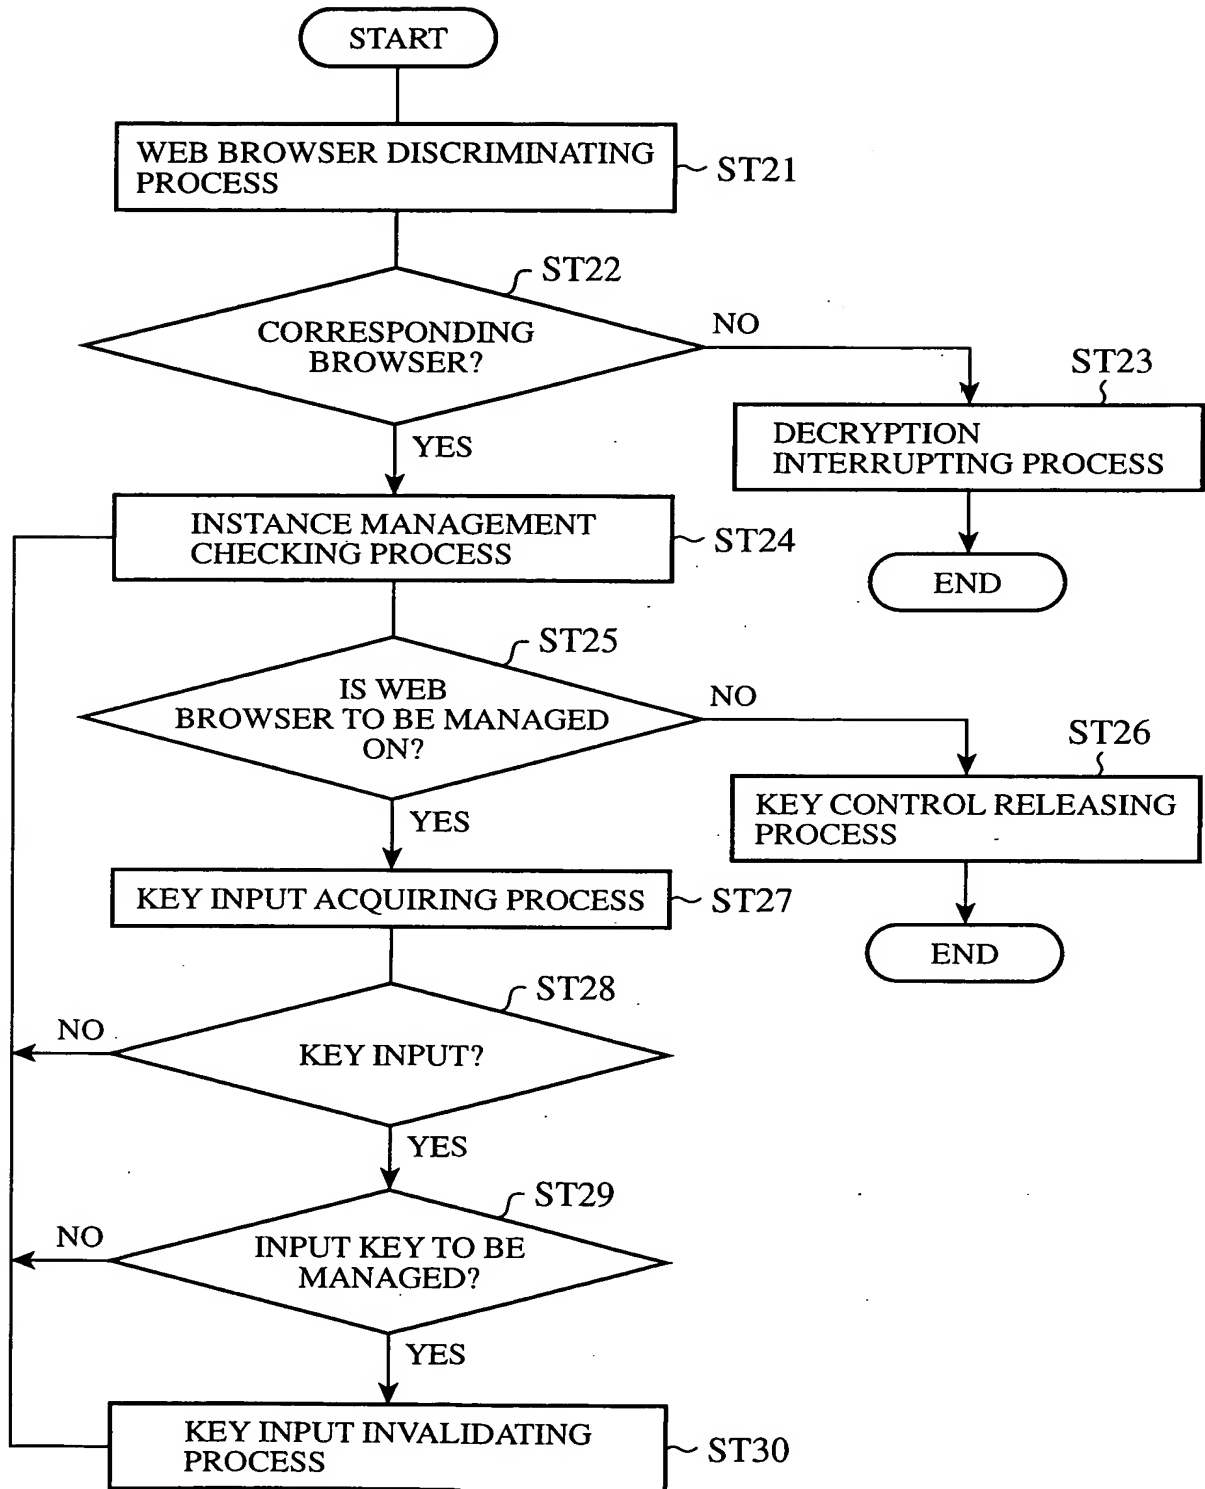 START
WEB BROWSER DISCRIMINATING
PROCESS
ST21
ST22
CORRESPONDING
BROWSER?
NO
YES
ST23
DECRYPTION
INTERRUPTING PROCESS
END
INSTANCE MANAGEMENT
CHECKING PROCESS
ST24
ST25
IS WEB
BROWSER TO BE MANAGED
ON?
NO
YES
ST26
KEY CONTROL RELEASING
PROCESS
END
KEY INPUT ACQUIRING PROCESS
ST27
ST28
KEY INPUT?
NO
YES
ST29
INPUT KEY TO BE
MANAGED?
NO
YES
KEY INPUT INVALIDATING
PROCESS
ST30